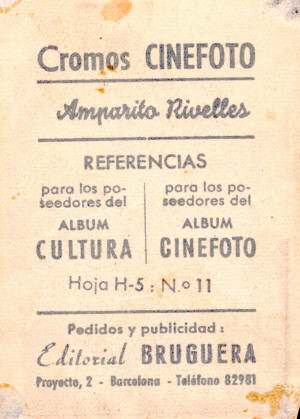 Cromos CINEFOTO
Amparito Rivelles
REFERENCIAS
para los po-
seedores del
ALBUM
CULTURA
para los po-
seedores del
ALBUM
CINEFOTO
Hoja H-5 : N.o 11
Pedidos y publicidad :
Editorial BRUGUERA
Proyecto, 2 - Barcelona - Teléfono 82981